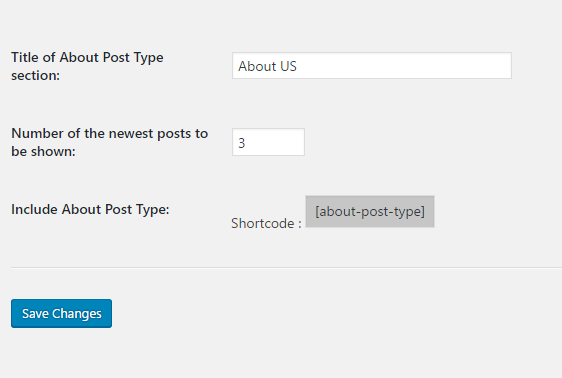 Title of About Post Type
section:
About US
Number of the newest posts to
be shown:
3
Include About Post Type:
Shortcode : [about-post-type]
Save Changes